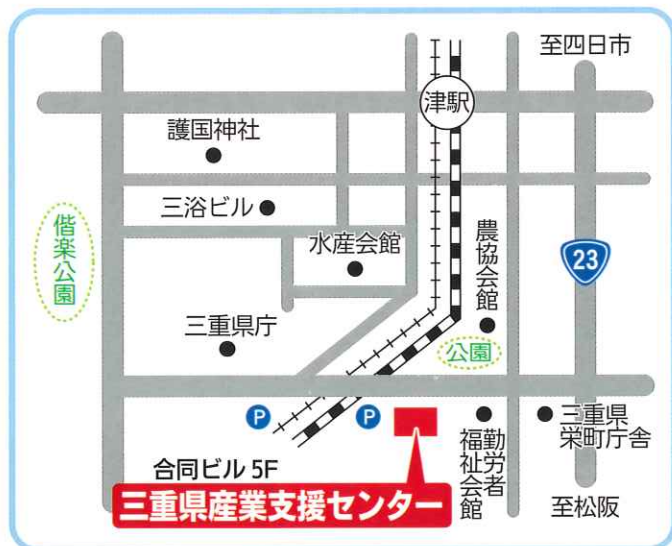 至四日市
津駅
護国神社
三浴ビル
偕楽公園
水産会館
農協会館
23
三重県庁
公園
P
P
合同ビル 5F
勤労者
福祉会館
三重県
栄町庁舎
三重県産業支援センター
至松阪